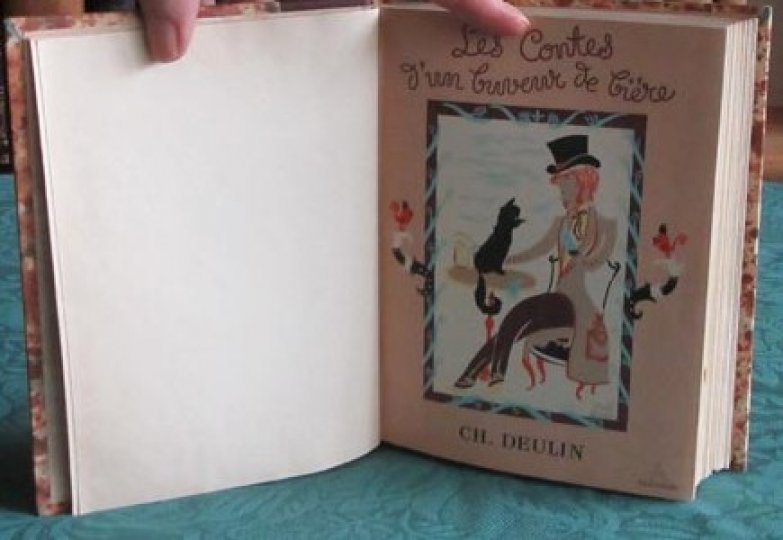 Les Contes
d'un buveur de bière
CH. DEULIN